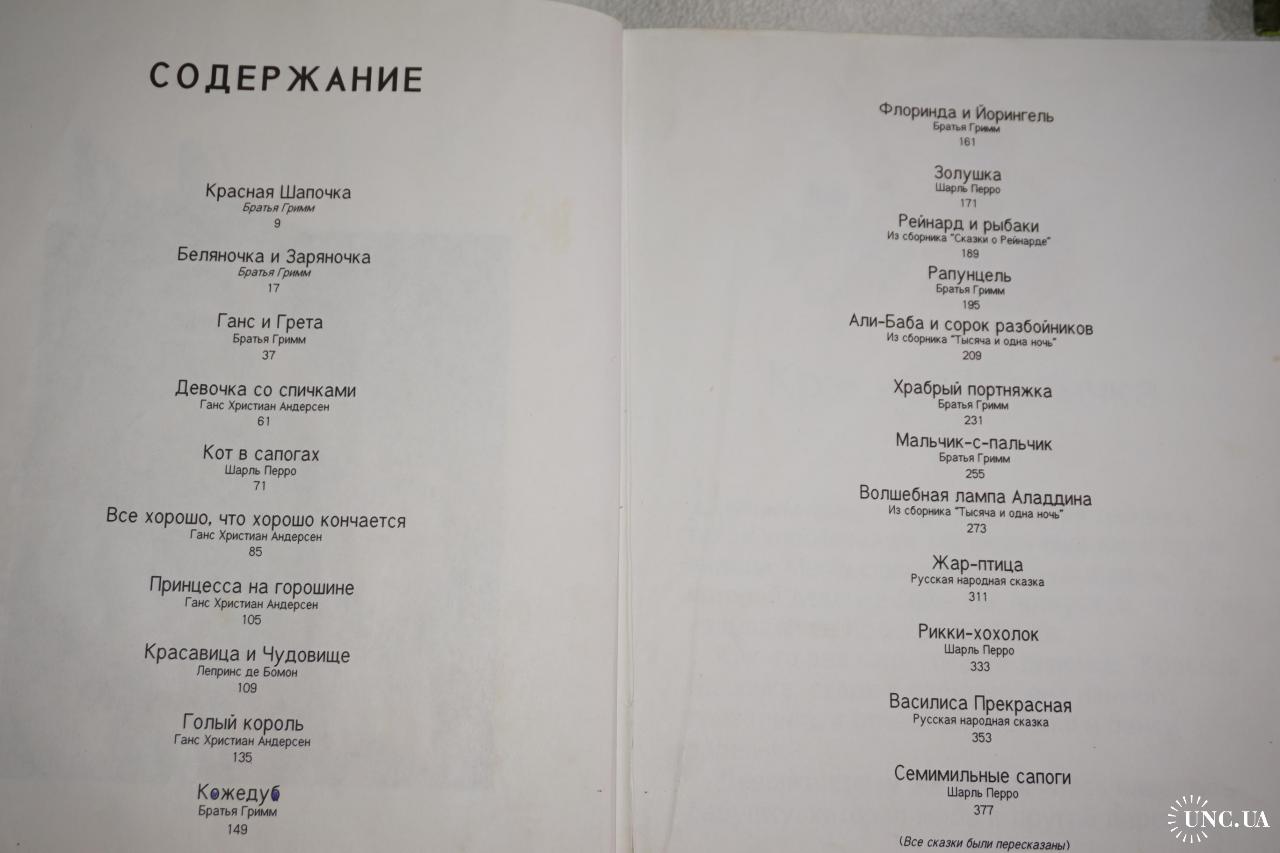 СОДЕРЖАНИЕ
Красная Шапочка
Братья Гримм
9
Беляночка и Заряночка
Братья Гримм
17
Ганс и Грета
Братья Гримм
37
Девочка со спичками
Ганс Христиан Андерсен
61
Кот в сапогах
Шарль Перро
71
Все хорошо, что хорошо кончается
Ганс Христиан Андерсен
85
Принцесса на горошине
Ганс Христиан Андерсен
105
Красавица и Чудовище
Лепринс де Бомон
109
Голый король
Ганс Христиан Андерсен
135
Кожедуб
Братья Гримм
149
Флоринда и Йорингель
Братья Гримм
161
Золушка
Шарль Перро
171
Рейнард и рыбаки
Из сборника "Сказки о Рейнарде"
189
Рапунцель
Братья Гримм
195
Али-Баба и сорок разбойников
Из сборника "Тысяча и одна ночь"
209
Храбрый портняжка
Братья Гримм
231
Мальчик-с-пальчик
Братья Гримм
255
Волшебная лампа Аладдина
Из сборника "Тысяча и одна ночь"
273
Жар-птица
Русская народная сказка
311
Рикки-хохолок
Шарль Перро
333
Василиса Прекрасная
Русская народная сказка
353
Семимильные сапоги
Шарль Перро
377
(Все сказки были пересказаны)
UNC.UA